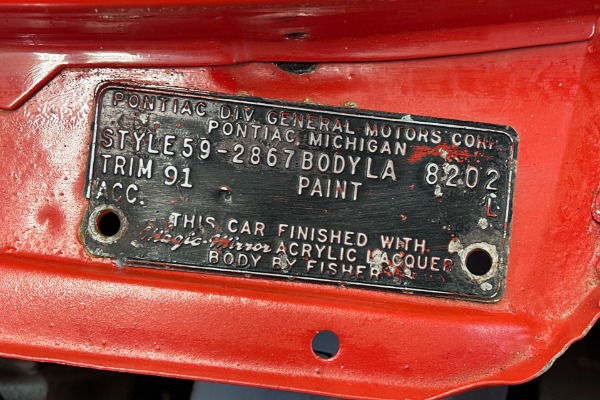 PONTIAC DIV. GENERAL MOTORS CORP.
PONTIAC, MICHIGAN
STYLE 59-2867 BODY LA 8202
TRIM 91 PAINT L
ACC.
THIS CAR FINISHED WITH
Magic-Mirror ACRYLIC LACQUER
BODY BY FISHER